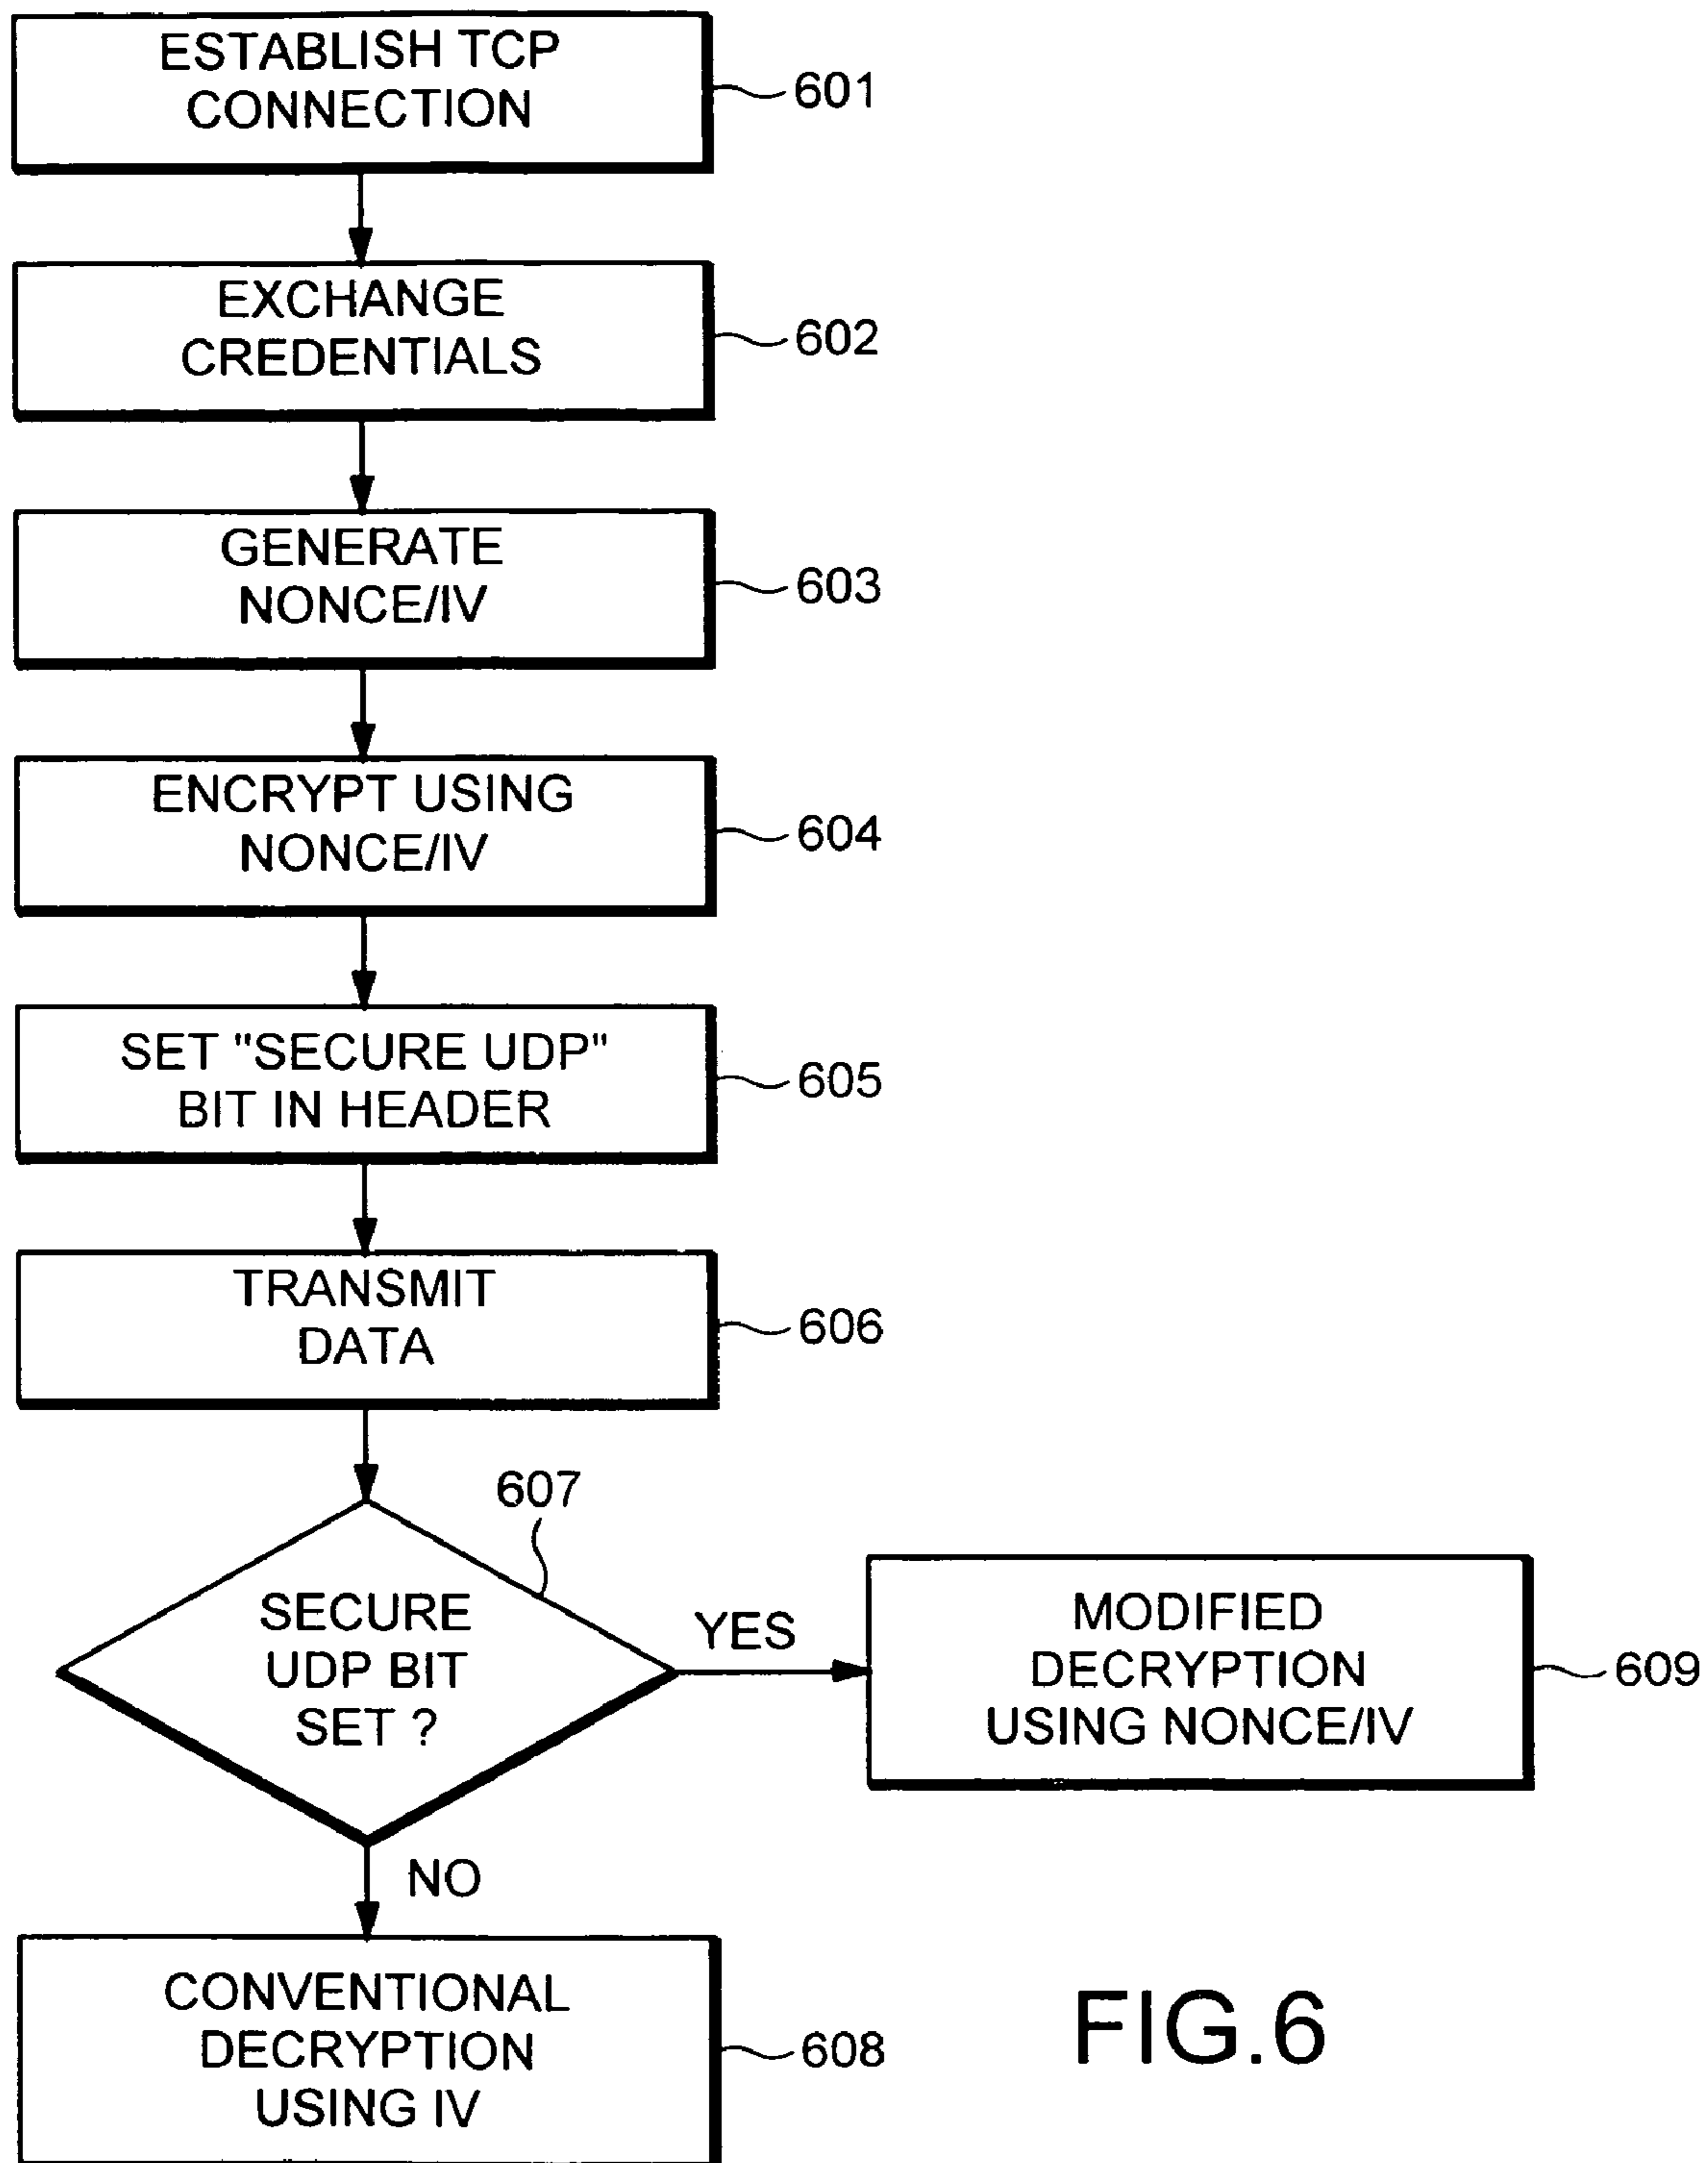 ESTABLISH TCP
CONNECTION
601
EXCHANGE
CREDENTIALS
602
GENERATE
NONCE/IV
603
ENCRYPT USING
NONCE/IV
604
SET "SECURE UDP"
BIT IN HEADER
605
TRANSMIT
DATA
606
607
SECURE
UDP BIT
SET ?
YES
MODIFIED
DECRYPTION
USING NONCE/IV
609
NO
CONVENTIONAL
DECRYPTION
USING IV
608
FIG.6